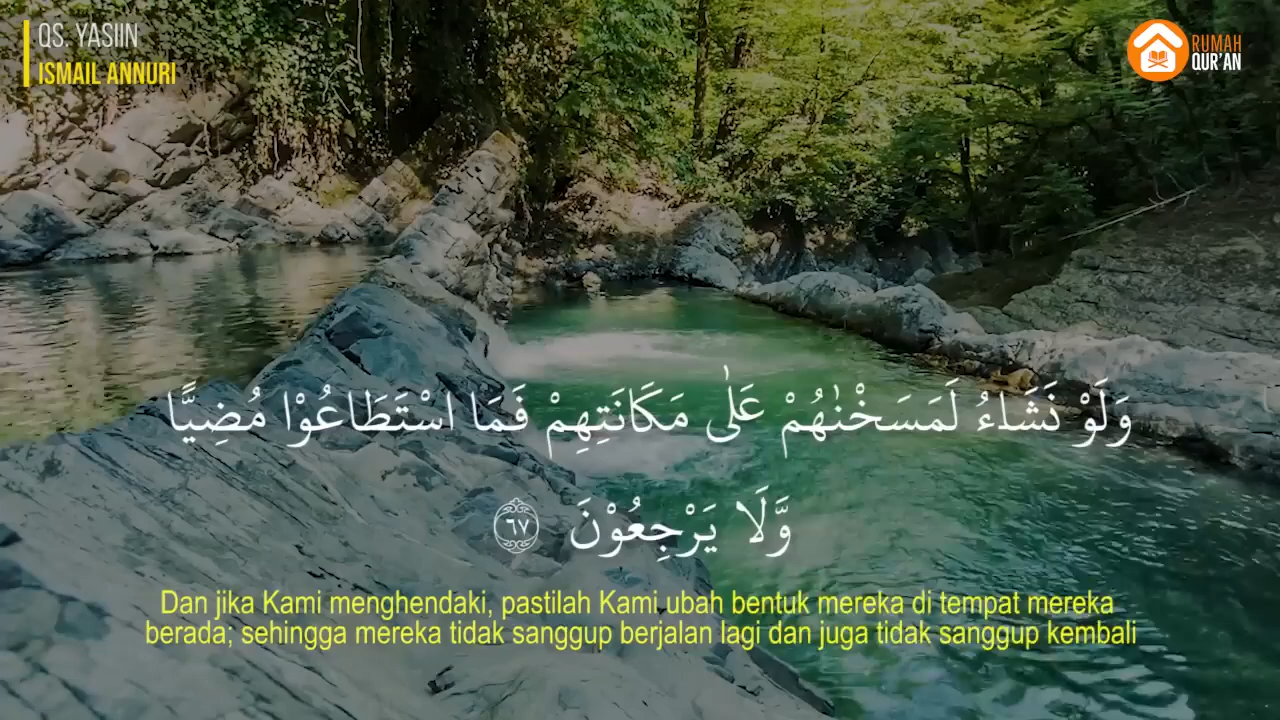 QS. YASIIN
ISMAIL ANNURI
RUMAH
QUR'AN
وَلَوْ نَشَاۤءُ لَمَسَخْنٰهُمْ عَلٰى مَكَانَتِهِمْ فَمَا اسْتَطَاعُوْا مُضِيًّا
وَّلَا يَرْجِعُوْنَ ٦٧
Dan jika Kami menghendaki, pastilah Kami ubah bentuk mereka di tempat mereka
berada; sehingga mereka tidak sanggup berjalan lagi dan juga tidak sanggup kembali